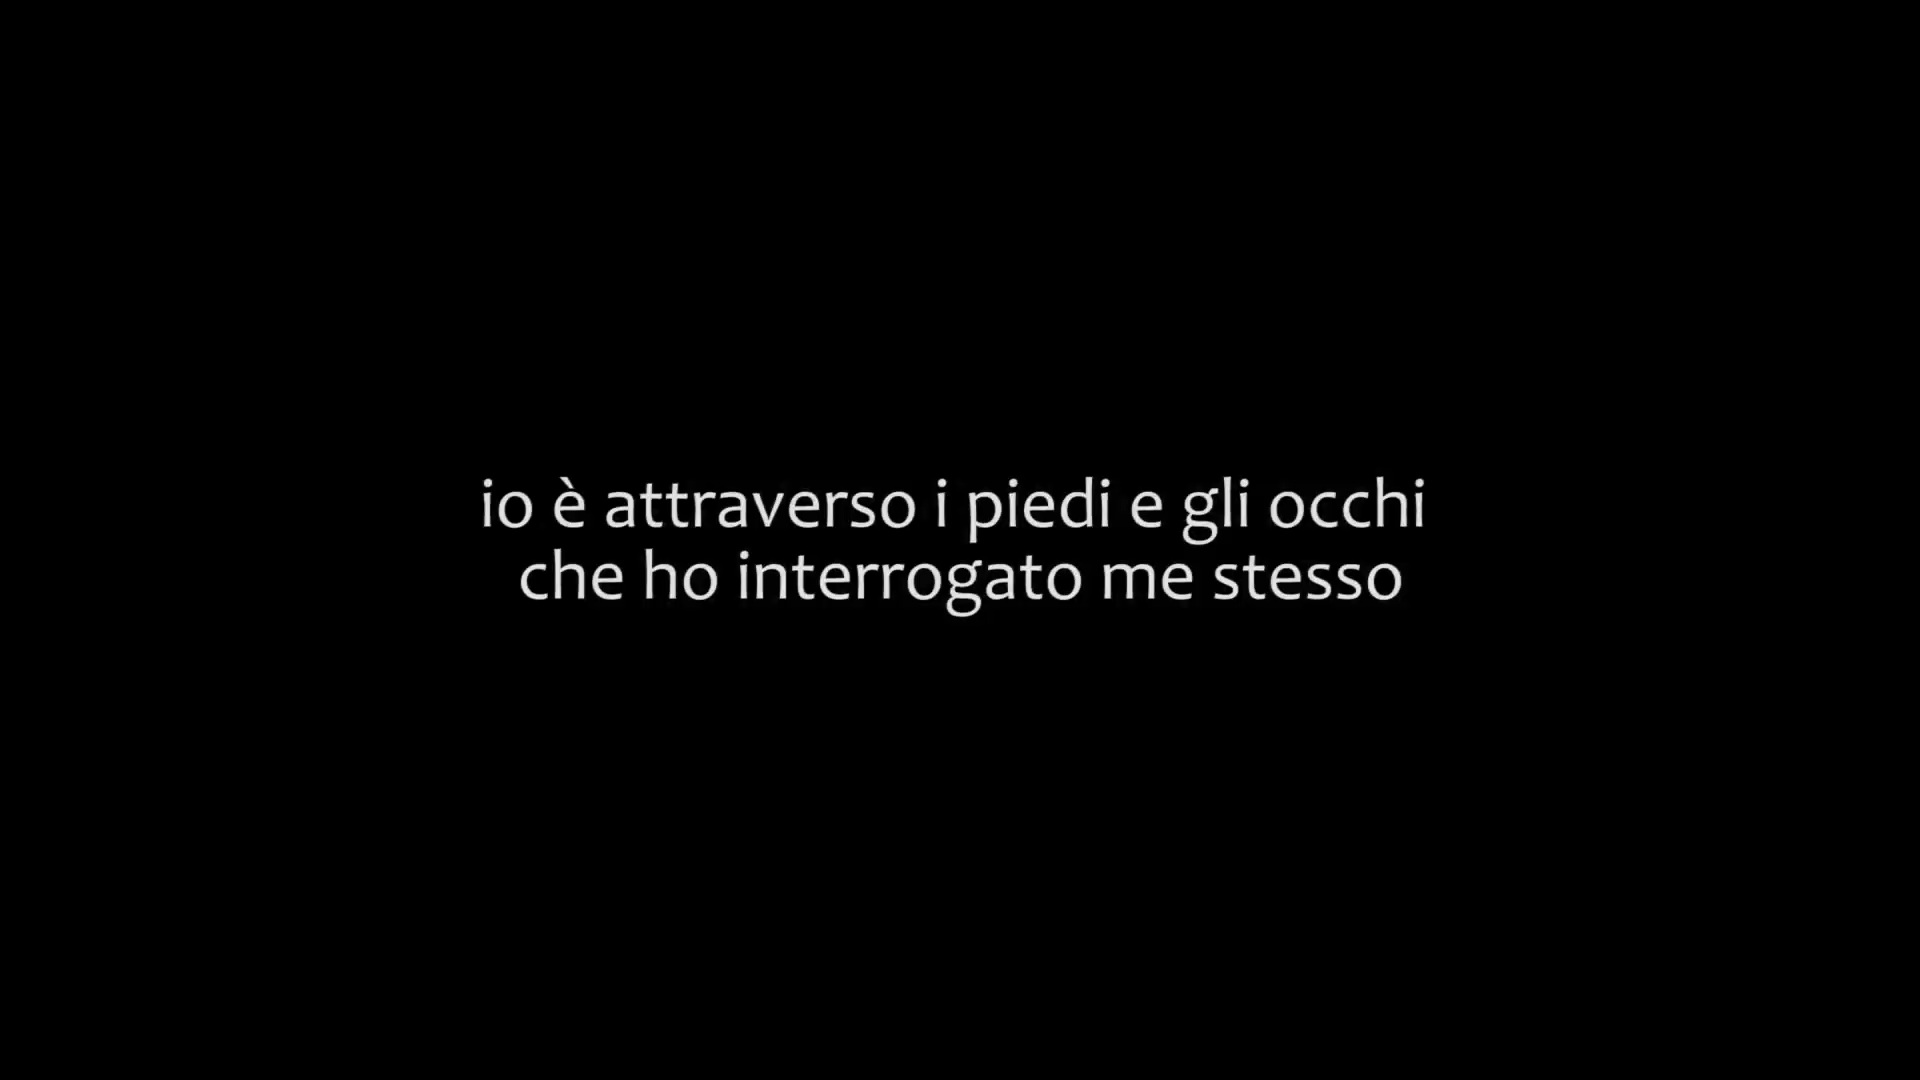 io è attraverso i piedi e gli occhi
che ho interrogato me stesso